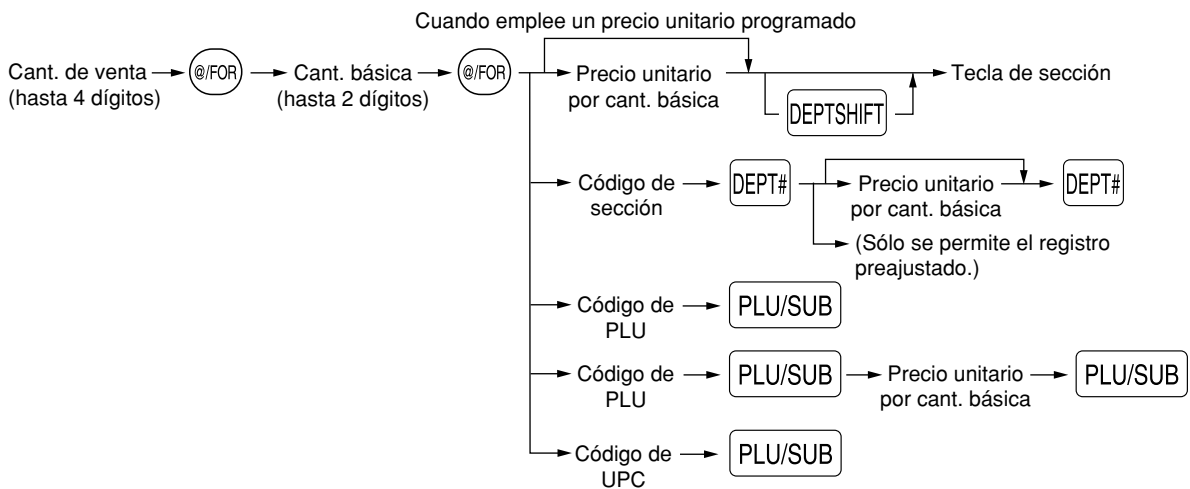 Cuando emplee un precio unitario programado
Cant. de venta
(hasta 4 dígitos)
@/FOR
Cant. básica
(hasta 2 dígitos)
@/FOR
Precio unitario
por cant. básica
DEPTSHIFT
Tecla de sección
Código de
sección
DEPT#
Precio unitario
por cant. básica
DEPT#
(Sólo se permite el registro
preajustado.)
Código de
PLU
PLU/SUB
Código de
PLU
PLU/SUB
Precio unitario
por cant. básica
PLU/SUB
Código de
UPC
PLU/SUB